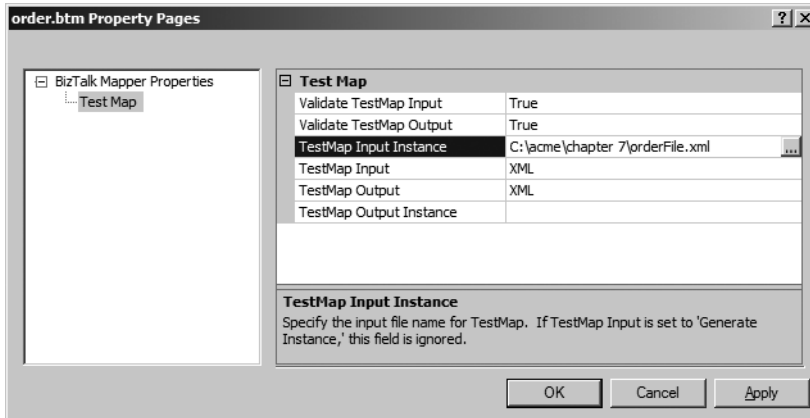 order.btm Property Pages
BizTalk Mapper Properties
Test Map
Test Map
Validate TestMap Input True
Validate TestMap Output True
TestMap Input Instance C:\acme\chapter 7\orderFile.xml ...
TestMap Input XML
TestMap Output XML
TestMap Output Instance
TestMap Input Instance
Specify the input file name for TestMap. If TestMap Input is set to 'Generate
Instance,' this field is ignored.
OK Cancel Apply